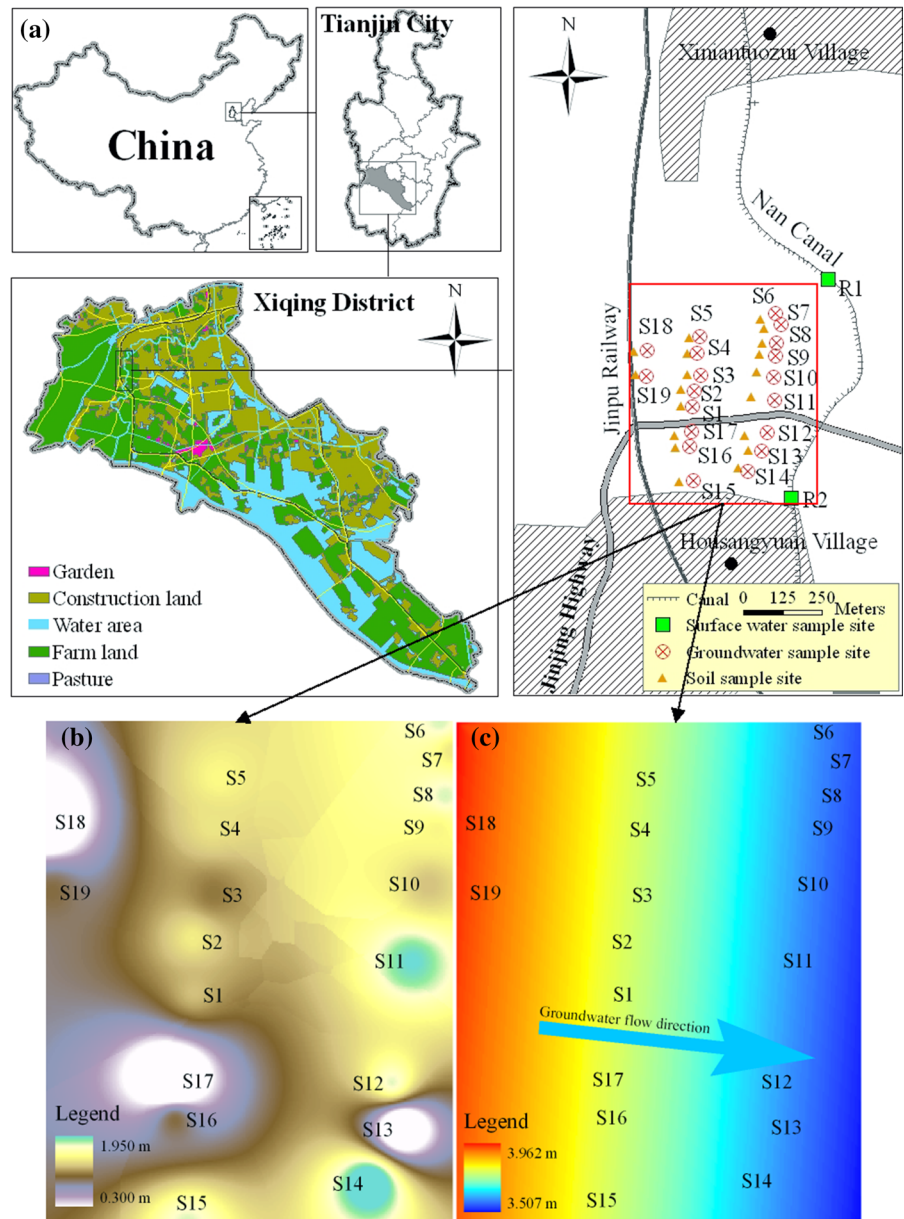 (a)
China
Tianjin City
N
Xiqing District
N
Garden
Construction land
Water area
Farm land
Pasture
N
Xiniantuozui Village
Nan Canal
R1
Jinpu Railway
S6
S7
S5
S18
S8
S4
S9
S3
S10
S19
S2
S11
S1
S17
S12
S16
S13
S14
S15
R2
Housangyuan Village
Jinjing Highway
Canal
0 125 250
Meters
Surface water sample site
Groundwater sample site
Soil sample site
(b)
S6
S7
S5
S8
S18
S4
S9
S10
S19
S3
S2
S11
S1
S17
S12
S16
S13
S14
S15
Legend
1.950 m
0.300 m
(c)
S6
S7
S5
S8
S18
S4
S9
S10
S19
S3
S2
S11
S1
Groundwater flow direction
S17
S12
S16
S13
S14
S15
Legend
3.962 m
3.507 m